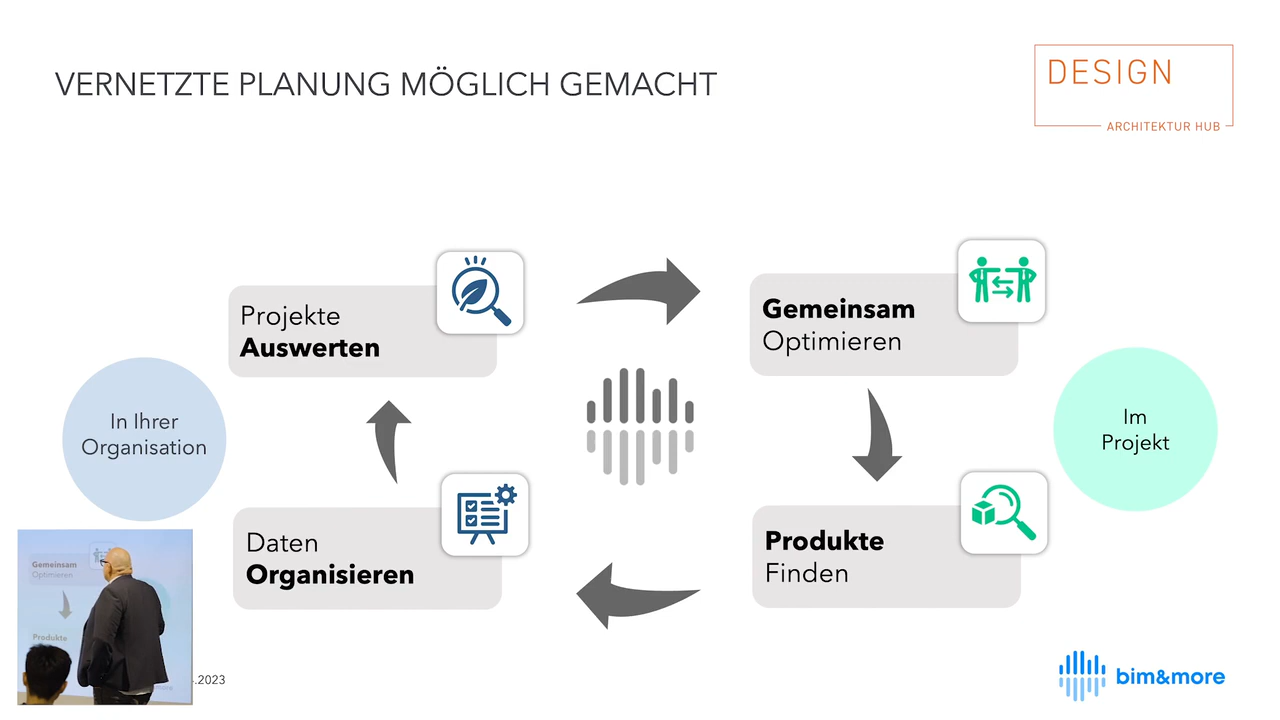 VERNETZTE PLANUNG MÖGLICH GEMACHT
DESIGN
ARCHITEKTUR HUB
Projekte
Auswerten
Gemeinsam
Optimieren
In Ihrer
Organisation
Im
Projekt
Daten
Organisieren
Produkte
Finden
Gemeinsam
Optimieren
Produkte
.2023
bim&more